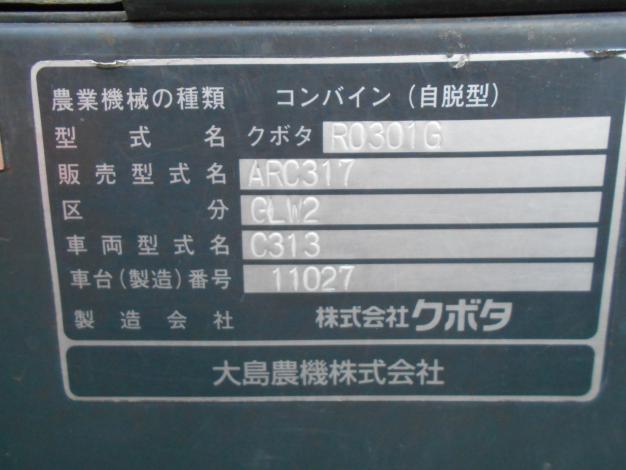 農業機械の種類 コンバイン(自脱型)
型式名 クボタ RO301G
販売型式名 ARC317
区分 GLW2
車両型式名 C313
車台(製造)番号 11027
製造会社 株式会社クボタ
大島農機株式会社